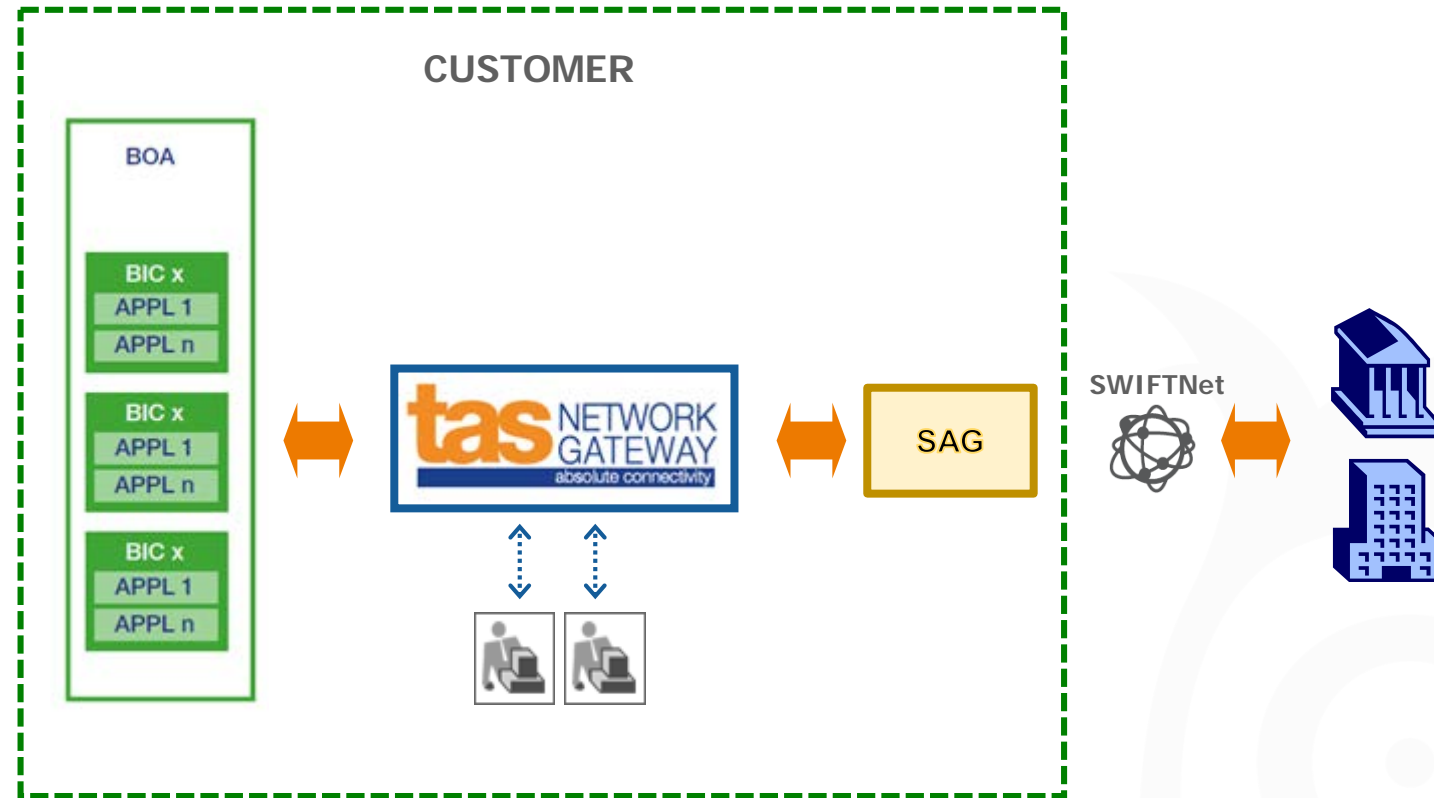 CUSTOMER
BOA
BIC x
APPL 1
APPL n
BIC x
APPL 1
APPL n
BIC x
APPL 1
APPL n
tas NETWORK
GATEWAY
absolute connectivity
SAG
SWIFTNet